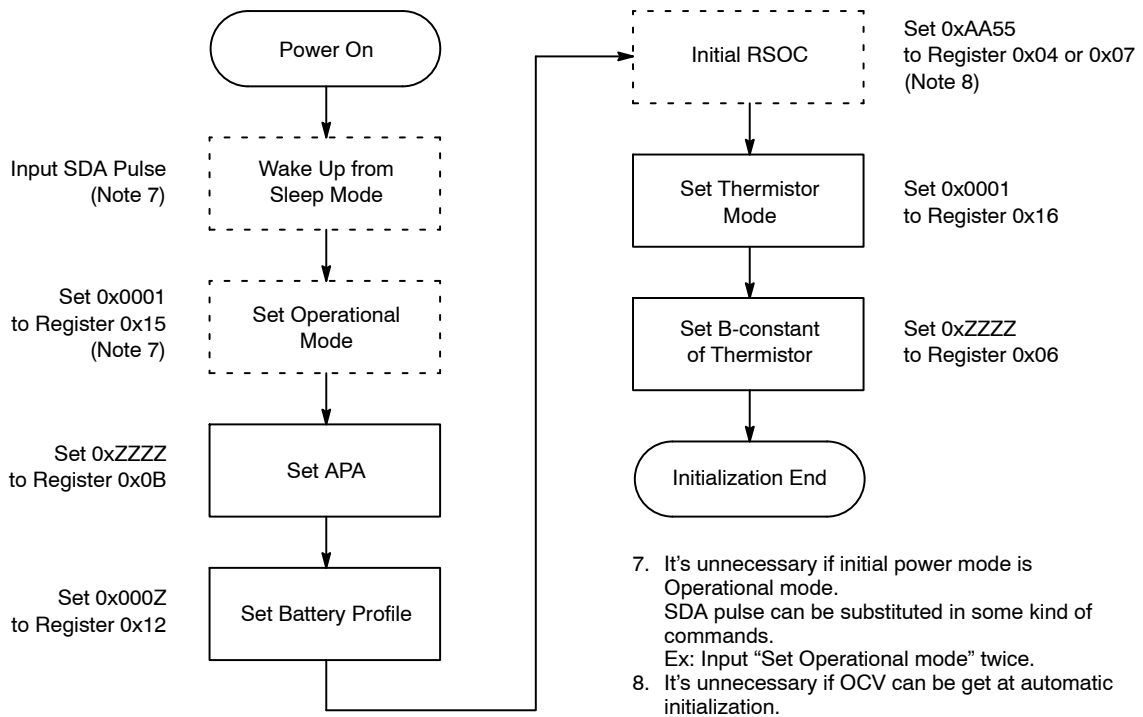 Power On
Input SDA Pulse
(Note 7)
Wake Up from
Sleep Mode
Set 0x0001
to Register 0x15
(Note 7)
Set Operational
Mode
Set 0xZZZZ
to Register 0x0B
Set APA
Set 0x000Z
to Register 0x12
Set Battery Profile
Initial RSOC
Set 0xAA55
to Register 0x04 or 0x07
(Note 8)
Set Thermistor
Mode
Set 0x0001
to Register 0x16
Set B-constant
of Thermistor
Set 0xZZZZ
to Register 0x06
Initialization End
7. It's unnecessary if initial power mode is
Operational mode.
SDA pulse can be substituted in some kind of
commands.
Ex: Input “Set Operational mode” twice.
8. It's unnecessary if OCV can be get at automatic
initialization.